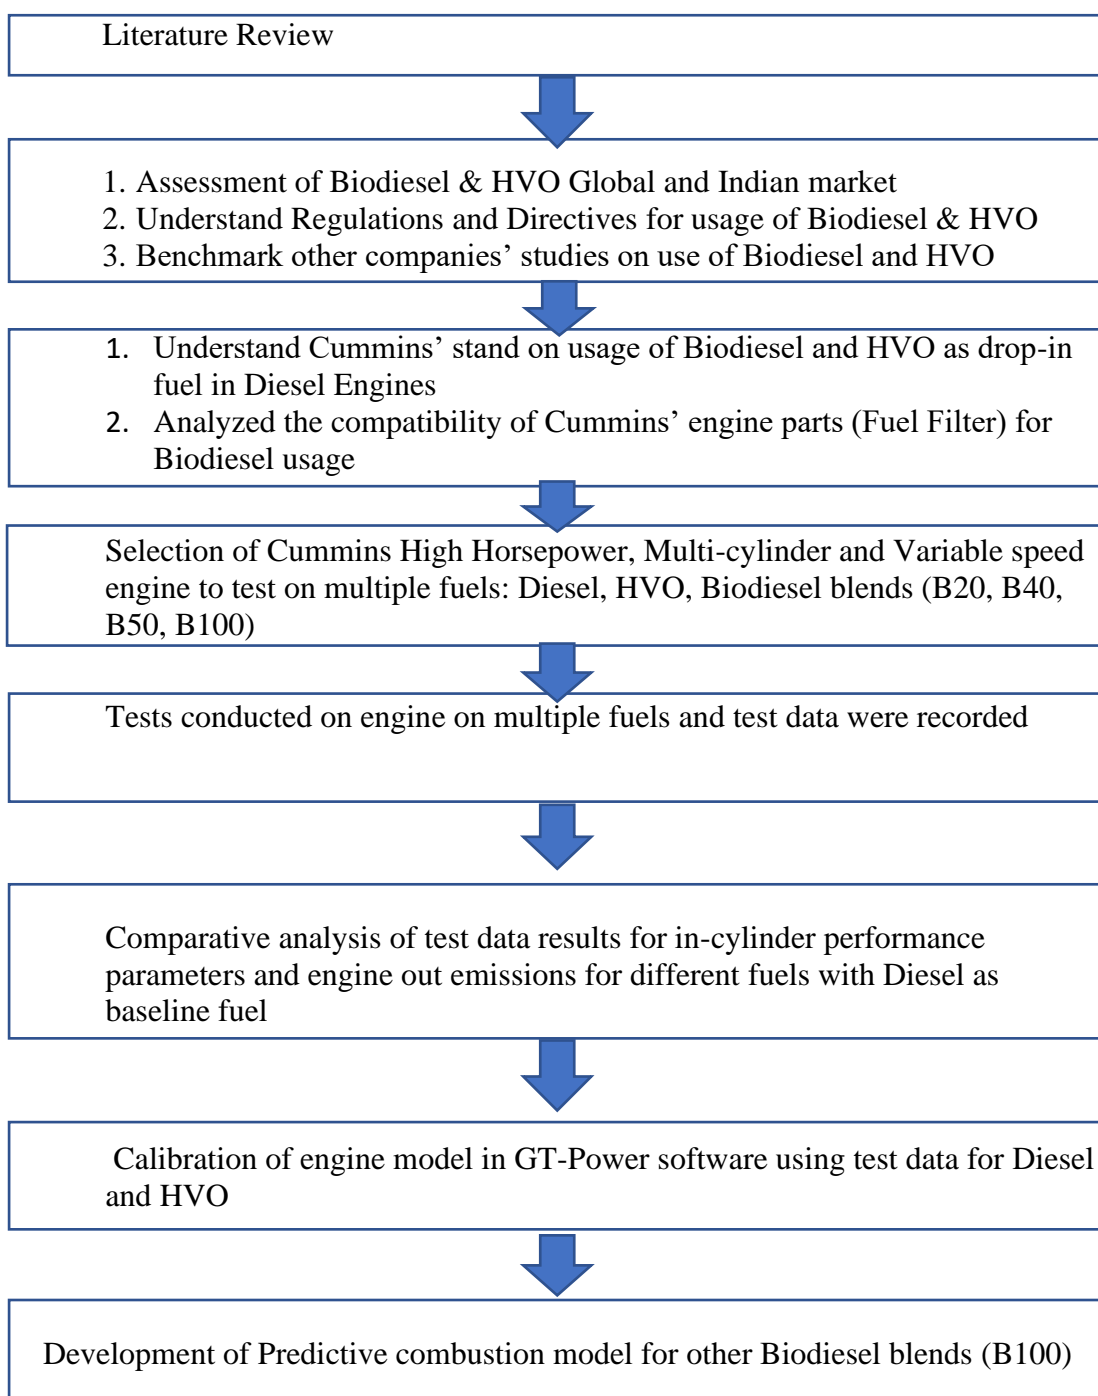 Literature Review
1. Assessment of Biodiesel & HVO Global and Indian market
2. Understand Regulations and Directives for usage of Biodiesel & HVO
3. Benchmark other companies’ studies on use of Biodiesel and HVO
1. Understand Cummins’ stand on usage of Biodiesel and HVO as drop-in
fuel in Diesel Engines
2. Analyzed the compatibility of Cummins’ engine parts (Fuel Filter) for
Biodiesel usage
Selection of Cummins High Horsepower, Multi-cylinder and Variable speed
engine to test on multiple fuels: Diesel, HVO, Biodiesel blends (B20, B40,
B50, B100)
Tests conducted on engine on multiple fuels and test data were recorded
Comparative analysis of test data results for in-cylinder performance
parameters and engine out emissions for different fuels with Diesel as
baseline fuel
Calibration of engine model in GT-Power software using test data for Diesel
and HVO
Development of Predictive combustion model for other Biodiesel blends (B100)